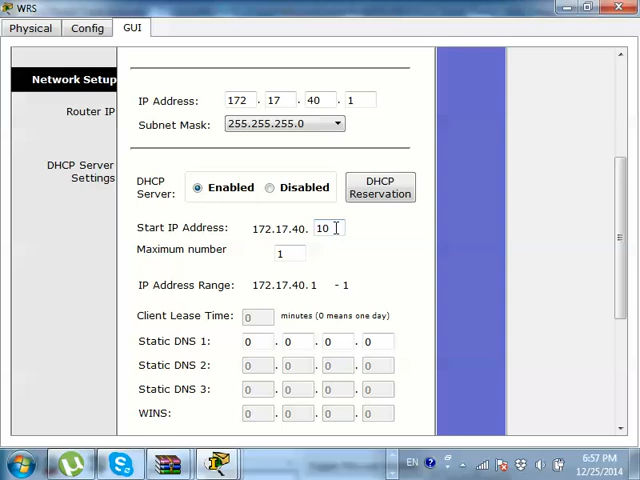 WRS
Physical Config GUI
Network Setup
Router IP
IP Address: 172 . 17 . 40 . 1
Subnet Mask: 255.255.255.0
DHCP Server Settings
DHCP Server: Enabled Disabled DHCP Reservation
Start IP Address: 172.17.40. 10
Maximum number 1
IP Address Range: 172.17.40. 1 - 1
Client Lease Time: 0 minutes (0 means one day)
Static DNS 1: 0 . 0 . 0 . 0
Static DNS 2: 0 . 0 . 0 . 0
Static DNS 3: 0 . 0 . 0 . 0
WINS: 0 . 0 . 0 . 0
EN
6:57 PM
12/25/2014